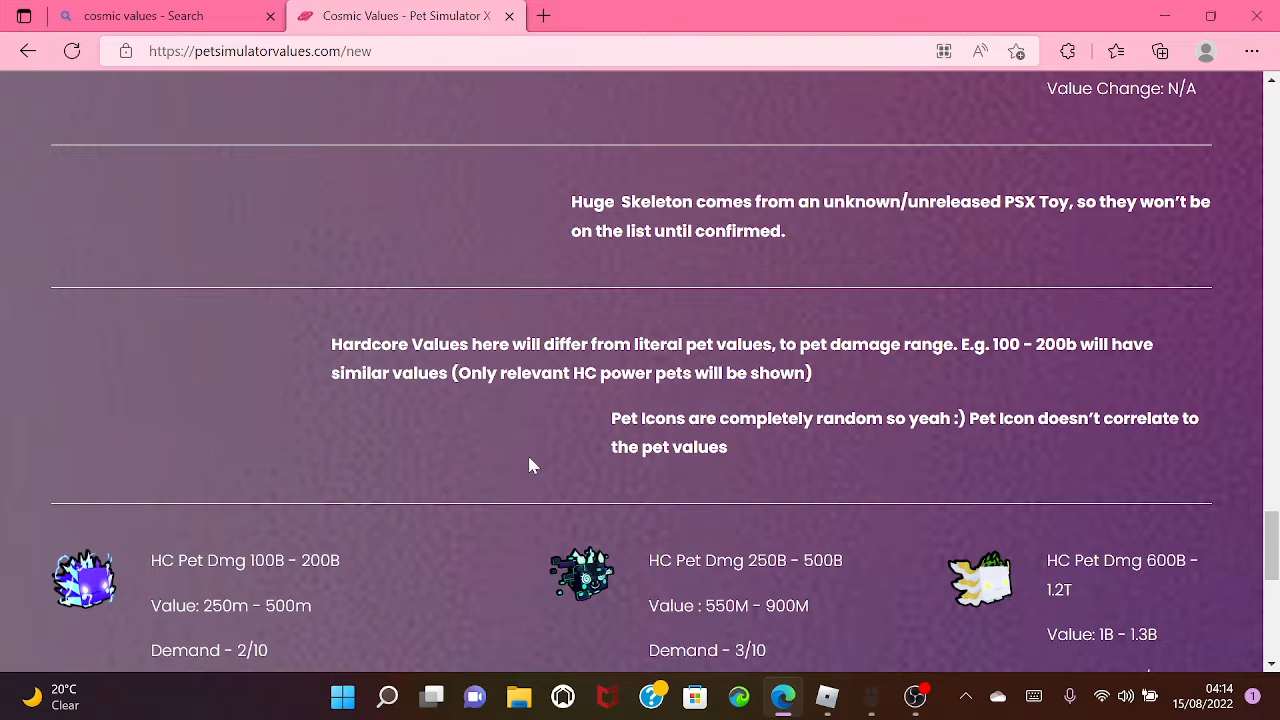 cosmic values - Search
Cosmic Values - Pet Simulator X
https://petsimulatorvalues.com/new
Value Change: N/A
Huge Skeleton comes from an unknown/unreleased PSX Toy, so they won't be
on the list until confirmed.
Hardcore Values here will differ from literal pet values, to pet damage range. E.g. 100 - 200b will have
similar values (Only relevant HC power pets will be shown)
Pet Icons are completely random so yeah :) Pet Icon doesn't correlate to
the pet values
HC Pet Dmg 100B - 200B
Value: 250m - 500m
Demand - 2/10
HC Pet Dmg 250B - 500B
Value : 550M - 900M
Demand - 3/10
HC Pet Dmg 600B -
1.2T
Value: 1B - 1.3B
20°C
Clear
04:14
15/08/2022
1